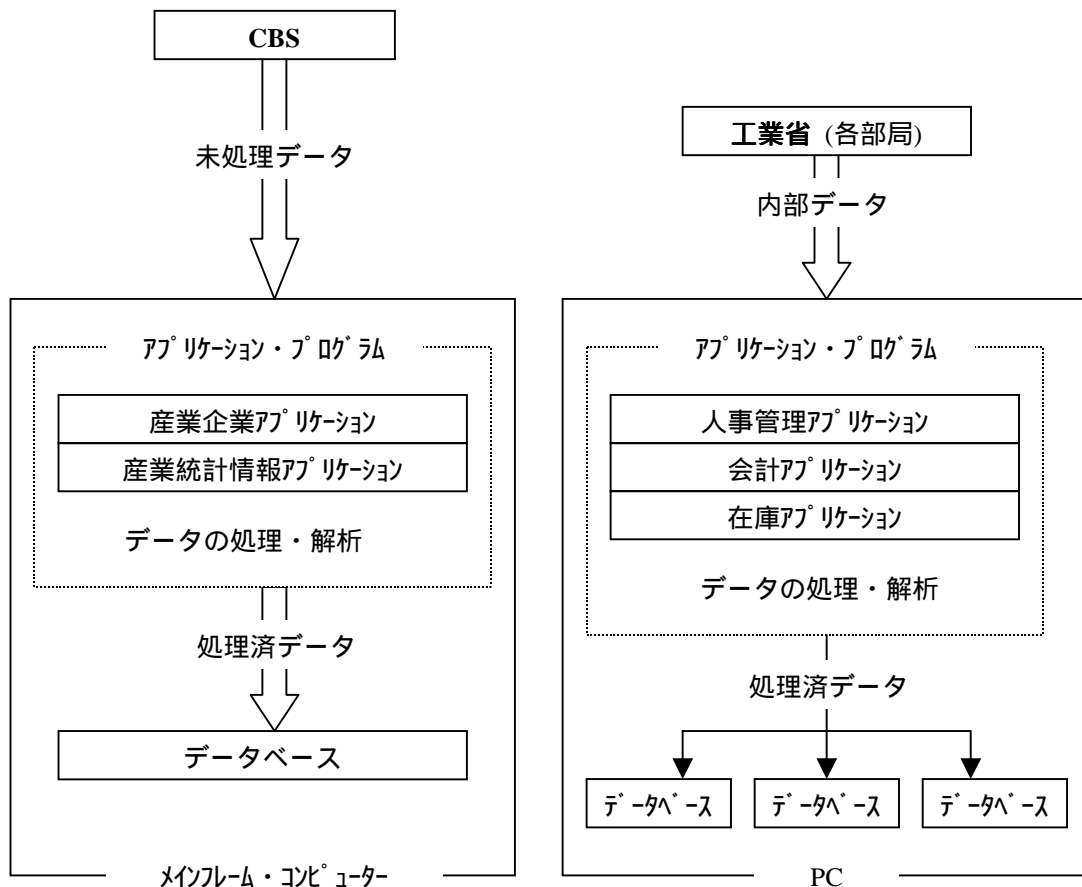 CBS
未処理データ
アプリケーション・プログラム
産業企業アプリケーション
産業統計情報アプリケーション
データの処理・解析
処理済データ
データベース
メインフレーム・コンピューター
工業省 (各部局)
内部データ
アプリケーション・プログラム
人事管理アプリケーション
会計アプリケーション
在庫アプリケーション
データの処理・解析
処理済データ
データベース
データベース
データベース
PC